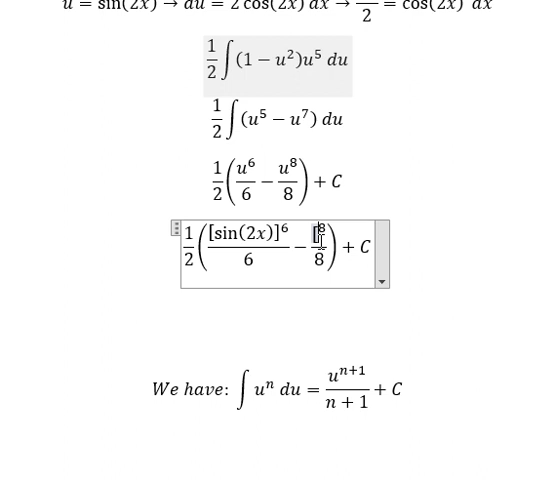 u = sin(2x) → du = 2 cos(2x) dx → /2 = cos(2x) dx
1/2 ∫ (1 − u²)u⁵ du
1/2 ∫ (u⁵ − u⁷) du
1/2 (u⁶/6 − u⁸/8) + C
1/2 ([sin(2x)]⁶/6 − [⁸/8) + C
We have: ∫ uⁿ du = uⁿ⁺¹/(n + 1) + C